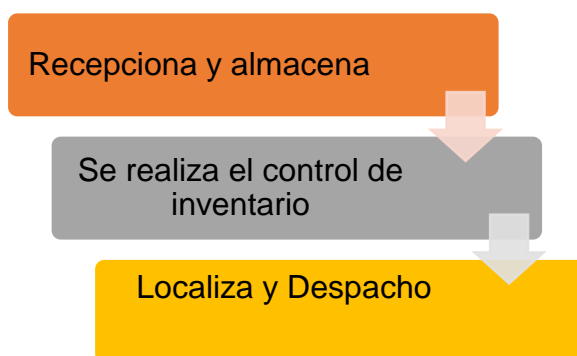 Recepciona y almacena
Se realiza el control de
inventario
Localiza y Despacho